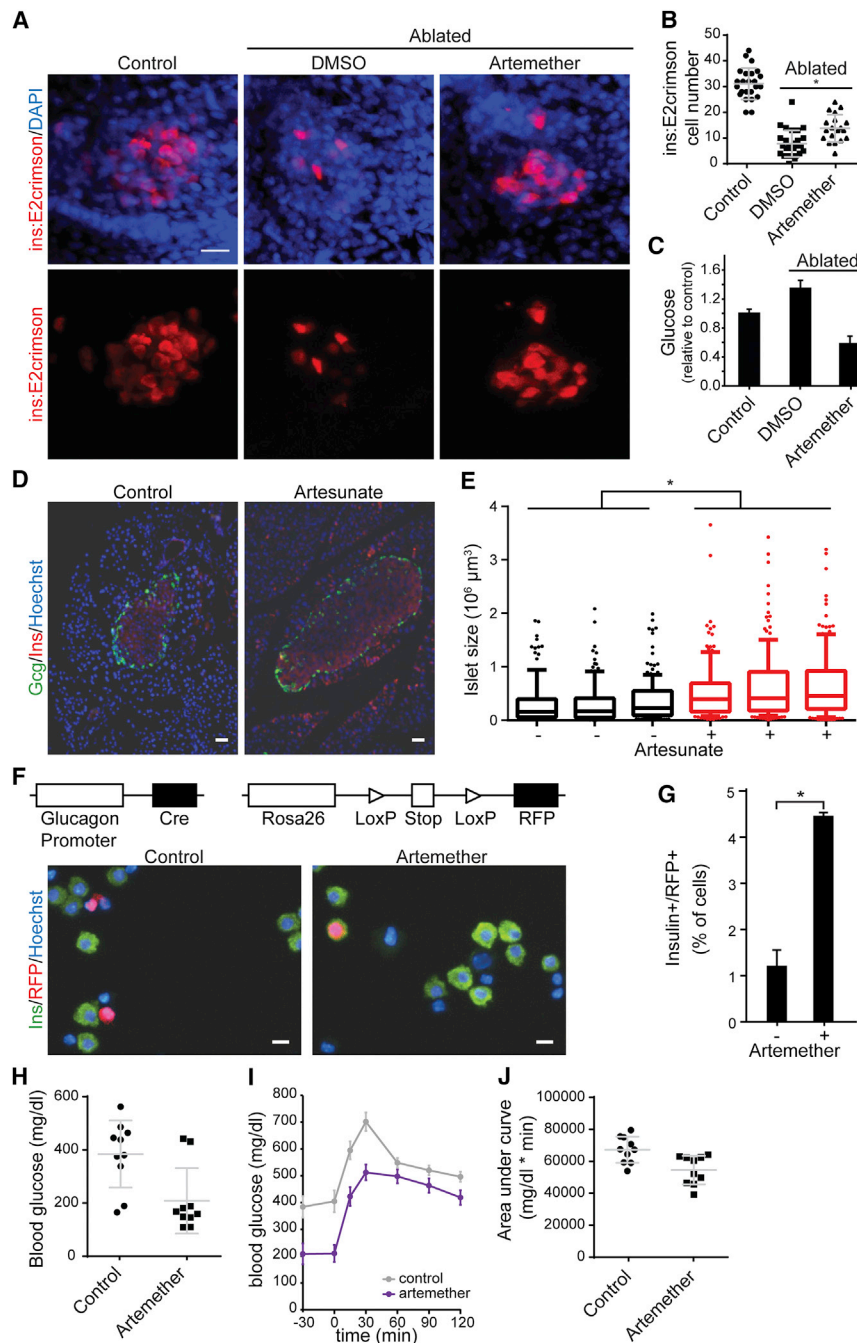 A
Ablated
Control
DMSO
Artemether
ins:E2crimson/DAPI
ins:E2crimson
B
ins:E2crimson
cell number
50
40
30
20
10
0
Ablated
*
Control
DMSO
Artemether
C
Ablated
Glucose
(relative to control)
1.6
1.2
0.8
0.4
0.0
Control
DMSO
Artemether
D
Control
Artesunate
Gcg/Ins/Hoechst
E
*
Islet size (10⁶ µm³)
4
3
2
1
0
- - - + + +
Artesunate
F
Glucagon
Promoter
Cre
Rosa26
LoxP
Stop
LoxP
RFP
Control
Artemether
Ins/RFP/Hoechst
G
*
Insulin+/RFP+
(% of cells)
5
4
3
2
1
0
- +
Artemether
H
Blood glucose (mg/dl)
600
400
200
0
Control
Artemether
I
blood glucose (mg/dl)
800
700
600
500
400
300
200
100
0
control
artemether
-30 0 30 60 90 120
time (min)
J
Area under curve
(mg/dl * min)
100000
80000
60000
40000
20000
0
Control
Artemether